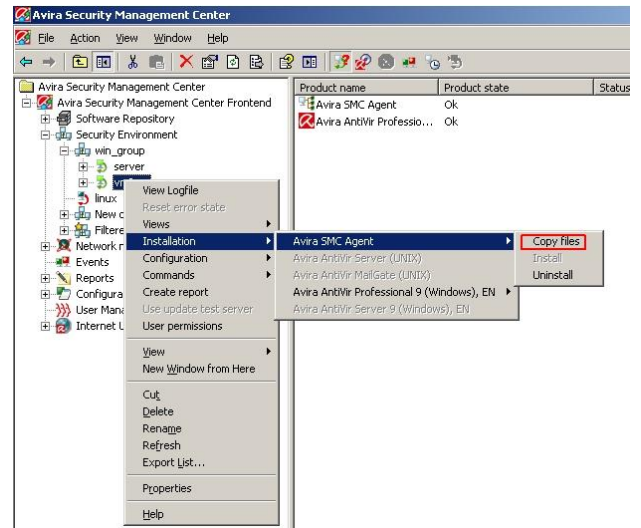 Avira Security Management Center
File Action View Window Help
Avira Security Management Center
Avira Security Management Center Frontend
Software Repository
Security Environment
win_group
server
linux
New c
Filtere
Network n
Events
Reports
Configura
User Mana
Internet U
Product name Product state Status
Avira SMC Agent Ok
Avira AntiVir Professio... Ok
View Logfile
Reset error state
Views
Installation
Configuration
Commands
Create report
Use update test server
User permissions
View
New Window from Here
Cut
Delete
Rename
Refresh
Export List...
Properties
Help
Avira SMC Agent
Avira AntiVir Server (UNIX)
Avira AntiVir MailGate (UNIX)
Avira AntiVir Professional 9 (Windows), EN
Avira AntiVir Server 9 (Windows), EN
Copy files
Install
Uninstall